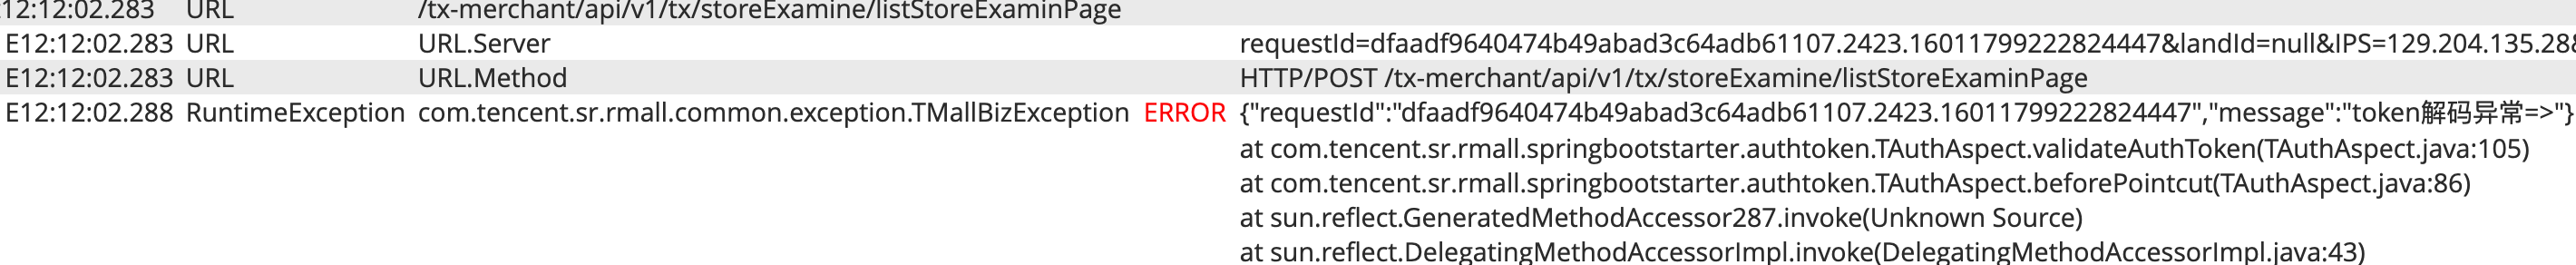 :12:12:02.283 URL /tx-merchant/api/v1/tx/storeExamine/listStoreExaminPage
E12:12:02.283 URL URL.Server requestId=dfaadf9640474b49abad3c64adb61107.2423.16011799222824447&landId=null&IPS=129.204.135.288
E12:12:02.283 URL URL.Method HTTP/POST /tx-merchant/api/v1/tx/storeExamine/listStoreExaminPage
E12:12:02.288 RuntimeException com.tencent.sr.rmall.common.exception.TMallBizException ERROR {"requestId":"dfaadf9640474b49abad3c64adb61107.2423.16011799222824447","message":"token解码异常=>"}
at com.tencent.sr.rmall.springbootstarter.authtoken.TAuthAspect.validateAuthToken(TAuthAspect.java:105)
at com.tencent.sr.rmall.springbootstarter.authtoken.TAuthAspect.beforePointcut(TAuthAspect.java:86)
at sun.reflect.GeneratedMethodAccessor287.invoke(Unknown Source)
at sun.reflect.DelegatingMethodAccessorImpl.invoke(DelegatingMethodAccessorImpl.java:43)